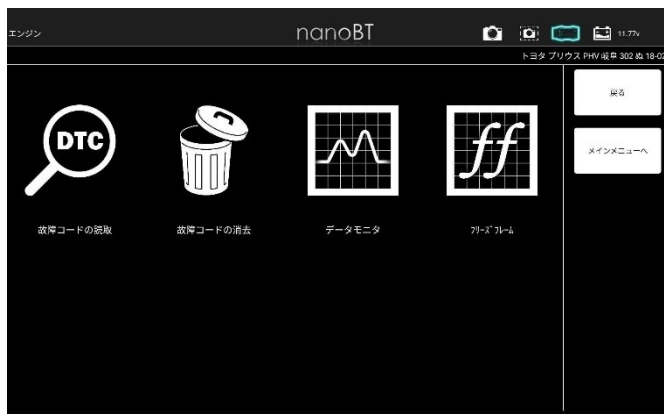 エンジン
nanoBT
11.77v
トヨタ プリウス PHV 岐阜 302 ぬ 18-02
戻る
メインメニューへ
DTC
ff
故障コードの読取
故障コードの消去
データモニタ
フリーズフレーム